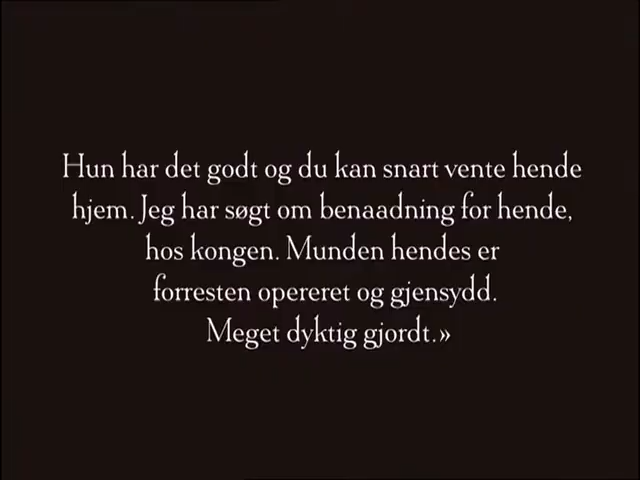 Hun har det godt og du kan snart vente hende
hjem. Jeg har søgt om benaadning for hende,
hos kongen. Munden hendes er
forresten opereret og gjensydd.
Meget dyktig gjordt.»